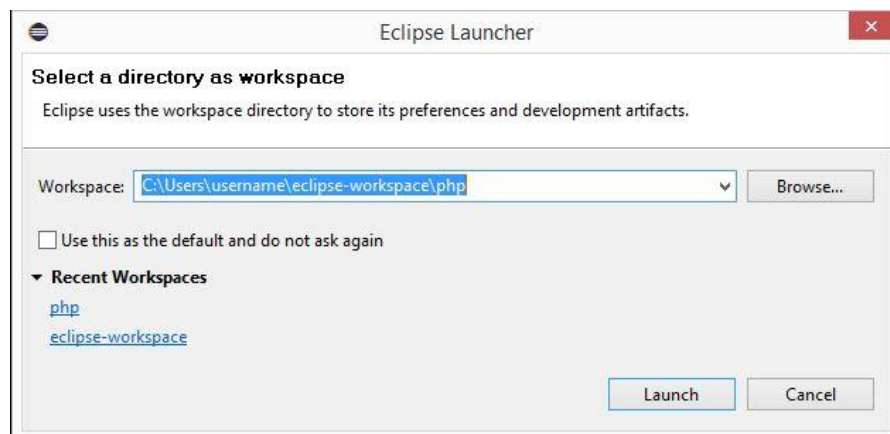 Eclipse Launcher
Select a directory as workspace
Eclipse uses the workspace directory to store its preferences and development artifacts.
Workspace: C:\Users\username\eclipse-workspace\php Browse...
Use this as the default and do not ask again
Recent Workspaces
php
eclipse-workspace
Launch Cancel